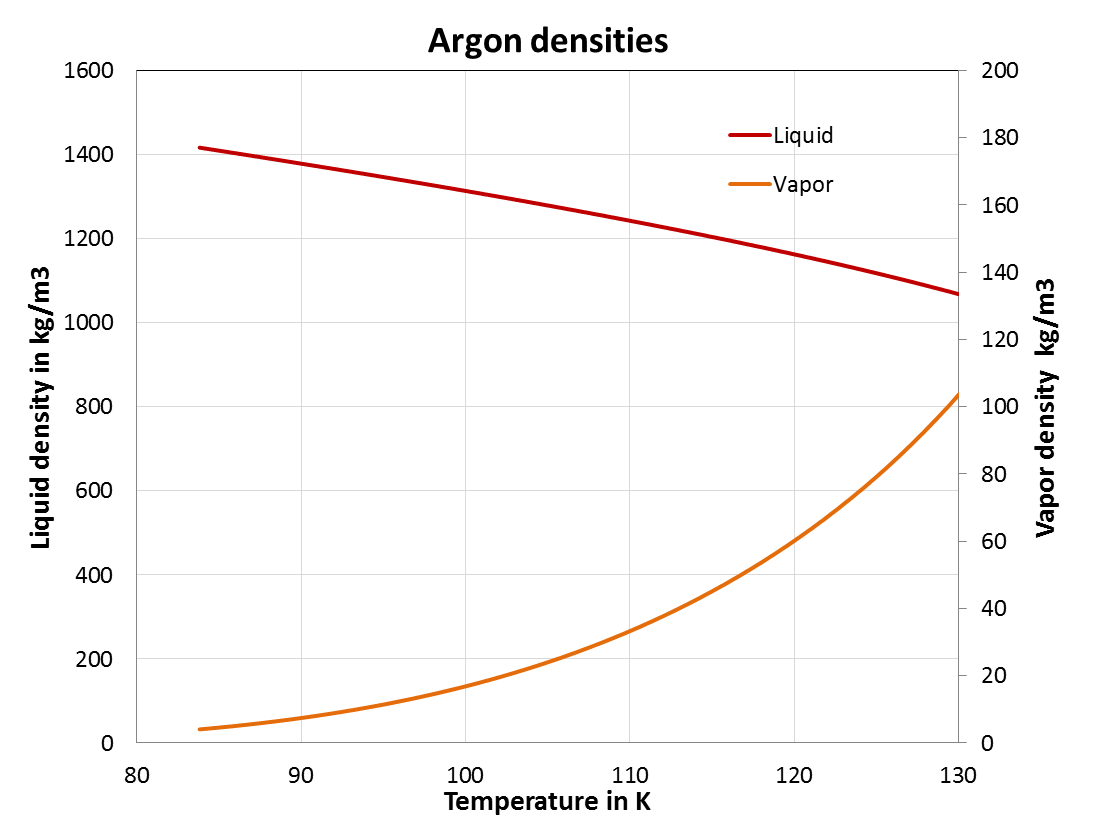 Argon densities
1600
1400
1200
1000
800
600
400
200
0
Liquid density in kg/m3
Liquid
Vapor
200
180
160
140
120
100
80
60
40
20
0
Vapor density  kg/m3
80 90 100 110 120 130
Temperature in K